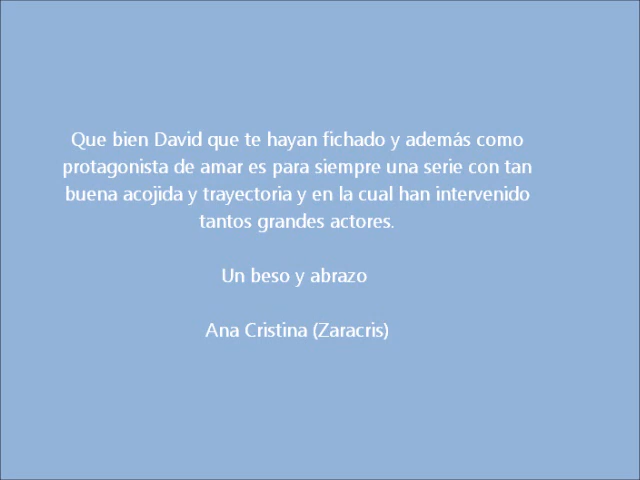 Que bien David que te hayan fichado y además como
protagonista de amar es para siempre una serie con tan
buena acojida y trayectoria y en la cual han intervenido
tantos grandes actores.
Un beso y abrazo
Ana Cristina (Zaracris)